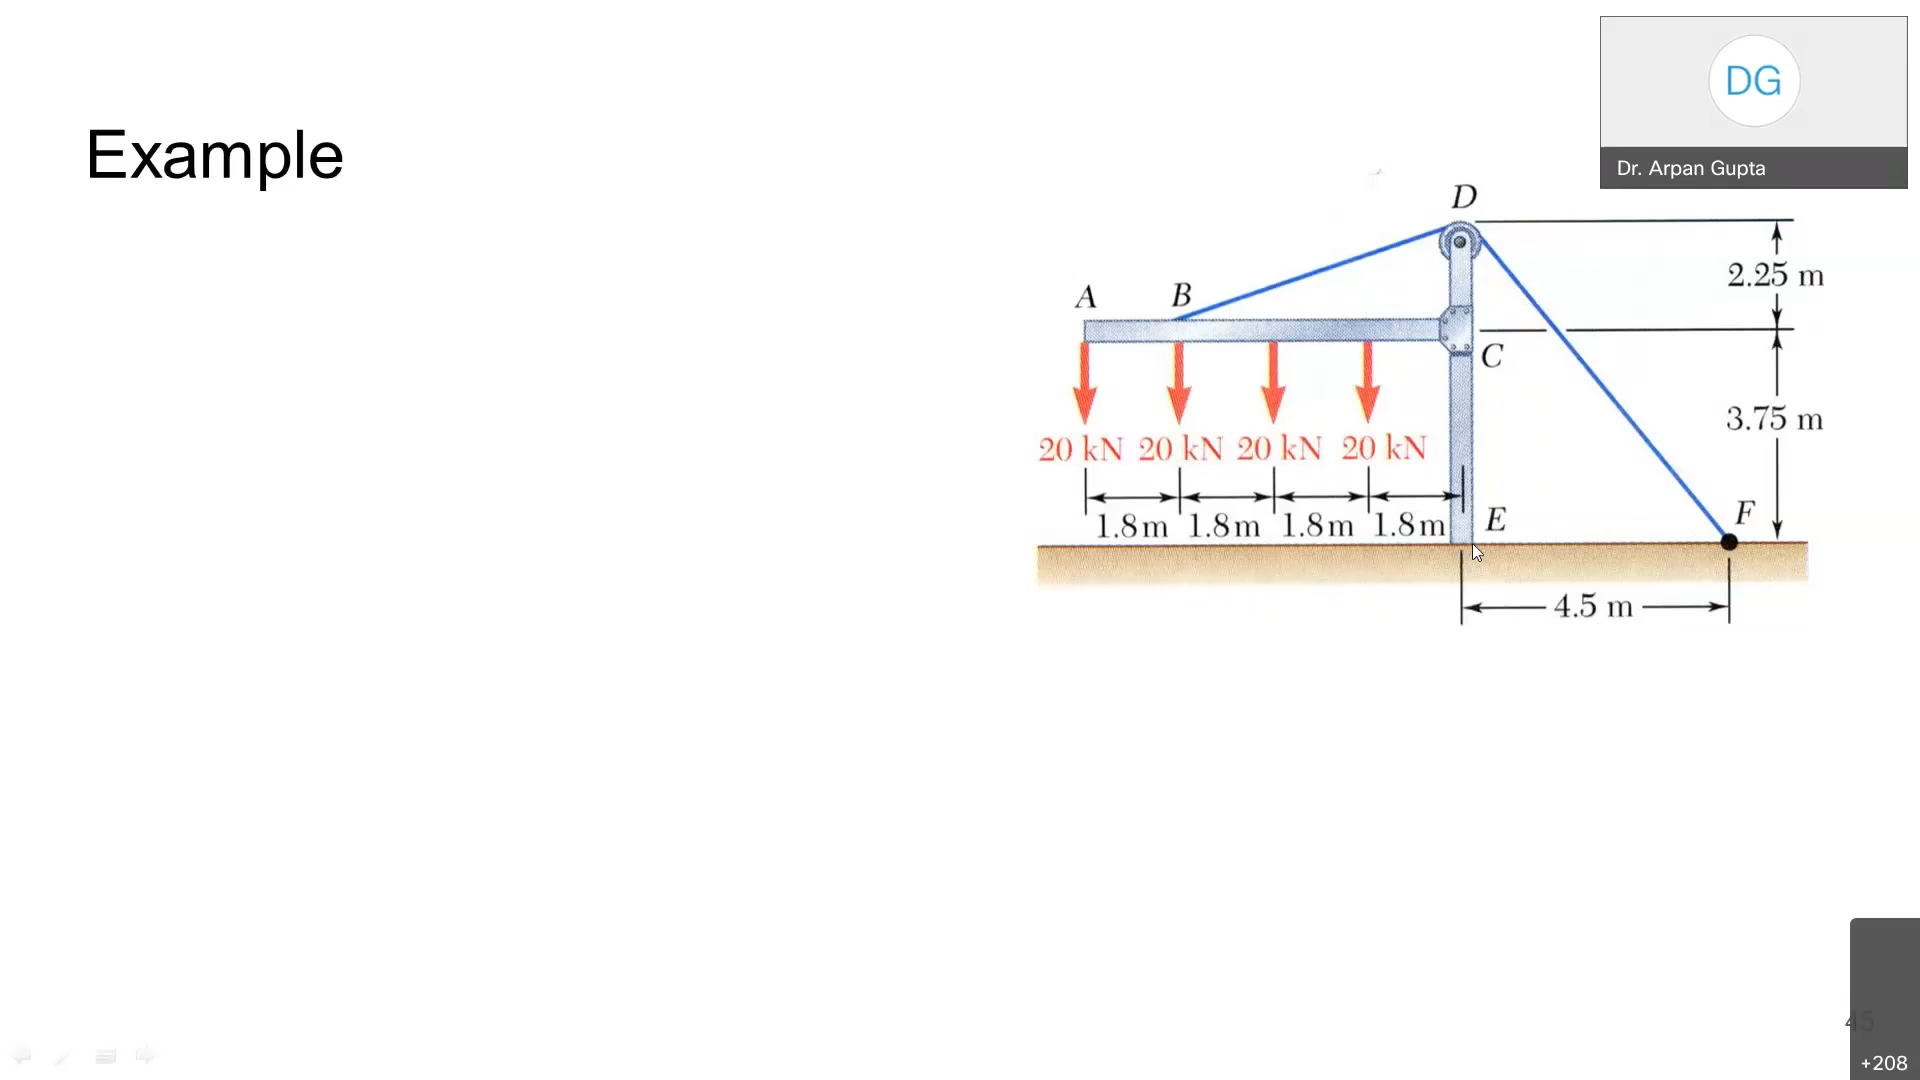 DG
Dr. Arpan Gupta
Example
D
2.25 m
A
B
C
3.75 m
20 kN 20 kN 20 kN 20 kN
1.8 m 1.8 m 1.8 m 1.8 m
E
F
4.5 m
45
+208